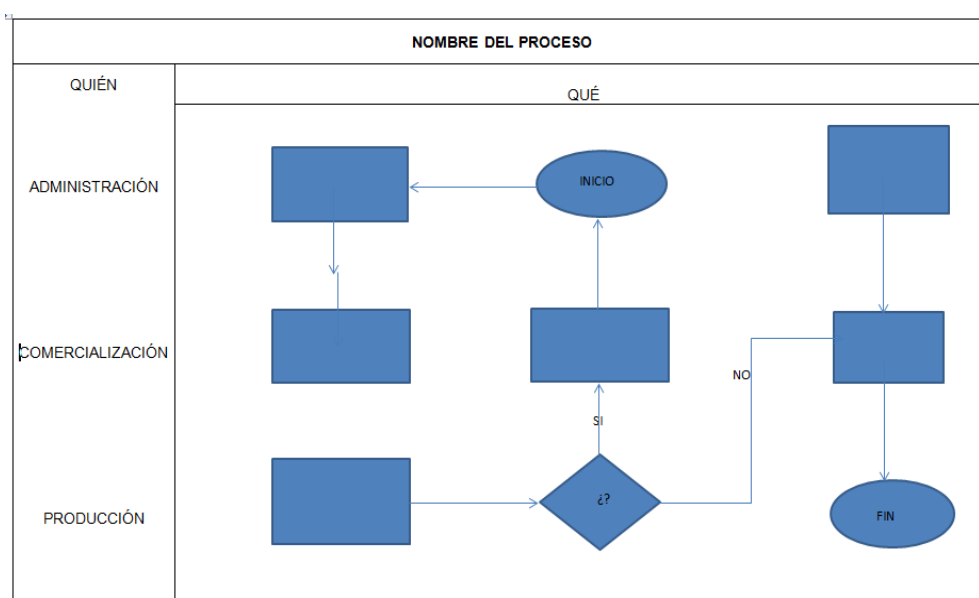 NOMBRE DEL PROCESO
QUIÉN
QUÉ
ADMINISTRACIÓN
INICIO
COMERCIALIZACIÓN
NO
SI
PRODUCCIÓN
¿?
FIN